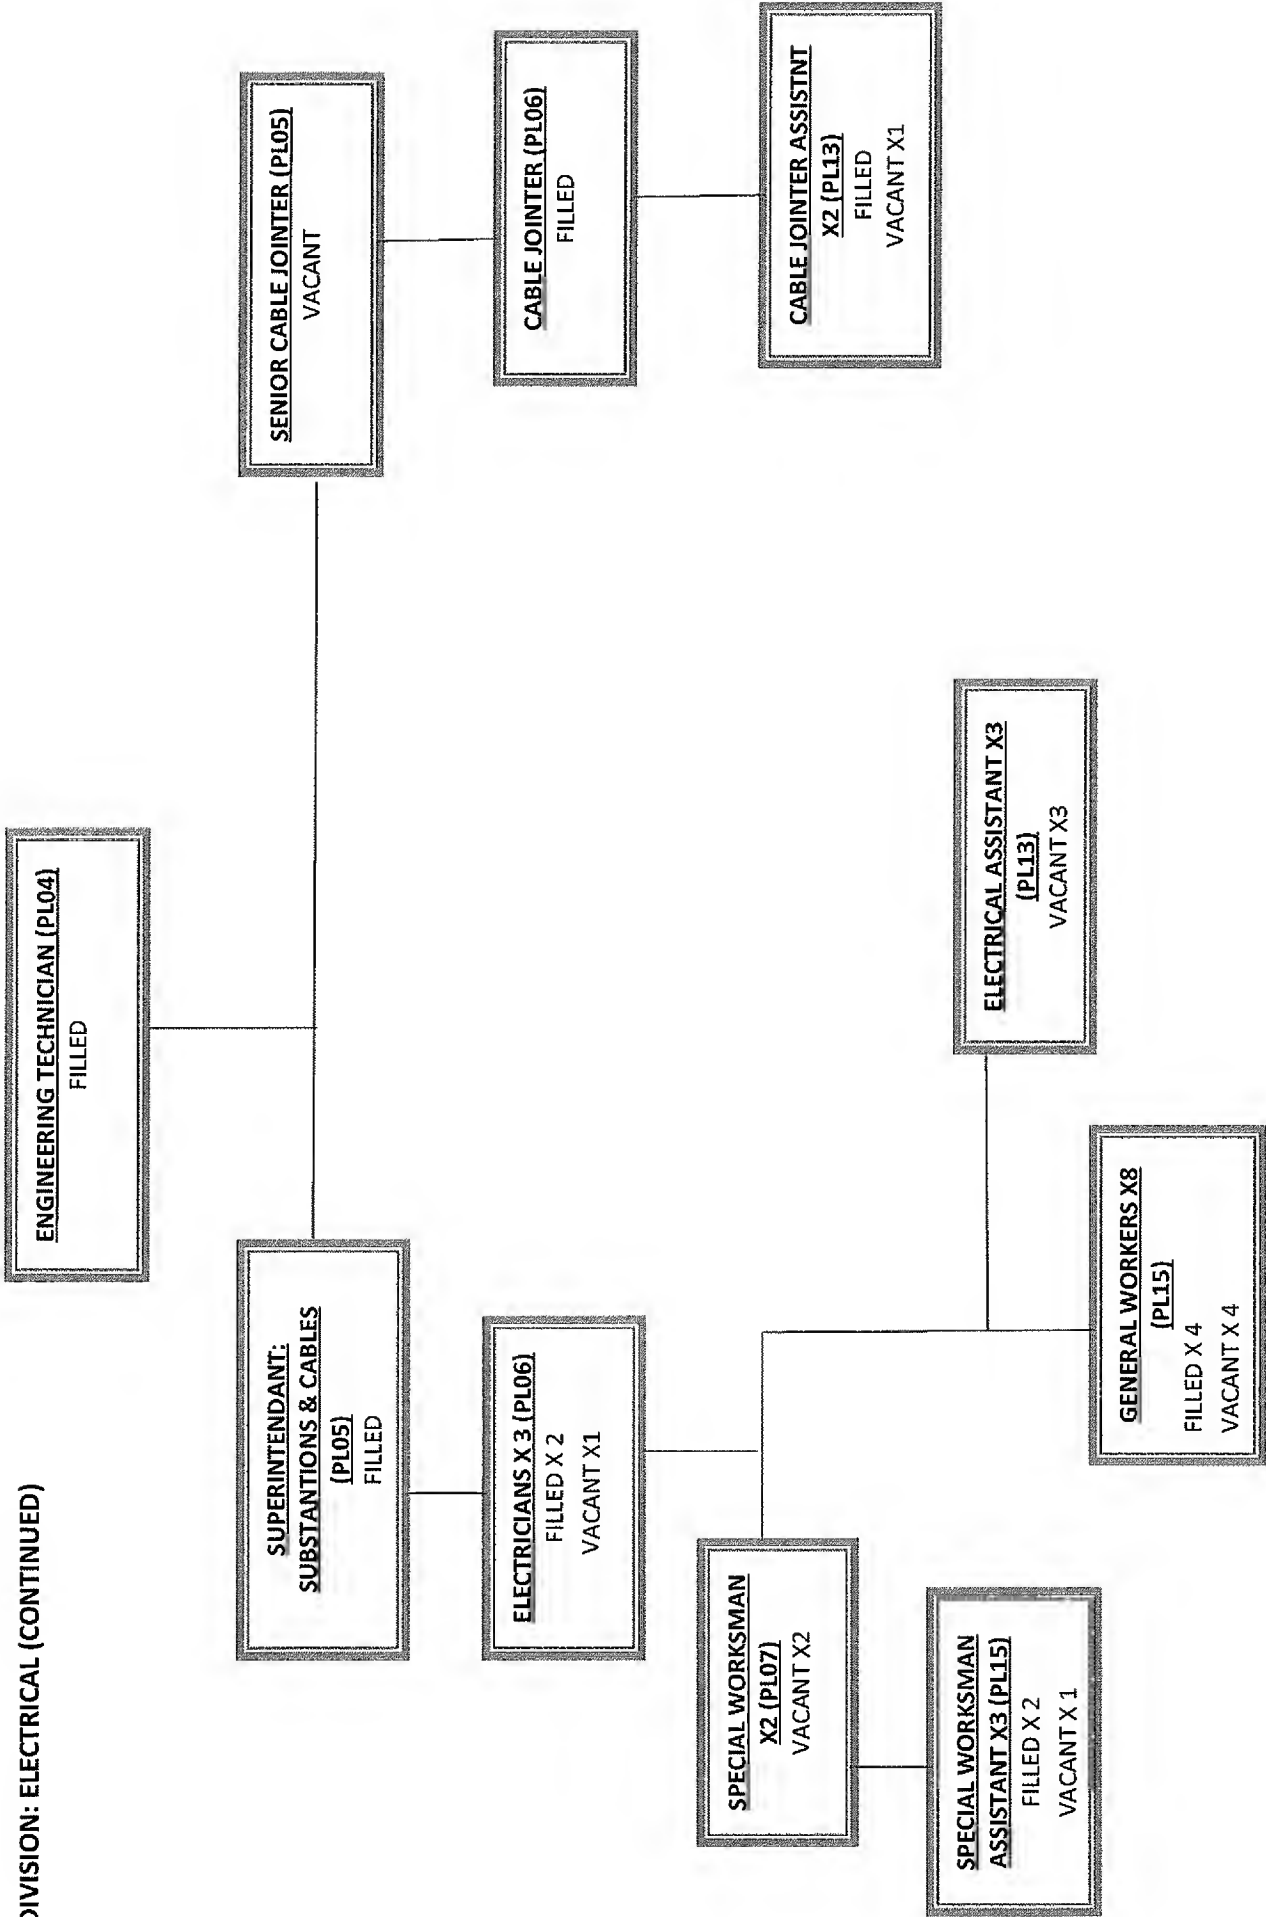 DIVISION: ELECTRICAL (CONTINUED)
ENGINEERING TECHNICIAN (PL04)
FILLED
SUPERINTENDANT:
SUBSTANTIONS & CABLES
(PL05)
FILLED
SENIOR CABLE JOINTER (PL05)
VACANT
ELECTRICIANS X 3 (PL06)
FILLED X 2
VACANT X1
CABLE JOINTER (PL06)
FILLED
SPECIAL WORKSMAN
X2 (PL07)
VACANT X2
CABLE JOINTER ASSISTNT
X2 (PL13)
FILLED
VACANT X1
SPECIAL WORKSMAN
ASSISTANT X3 (PL15)
FILLED X 2
VACANT X 1
GENERAL WORKERS X8
(PL15)
FILLED X 4
VACANT X 4
ELECTRICAL ASSISTANT X3
(PL13)
VACANT X3